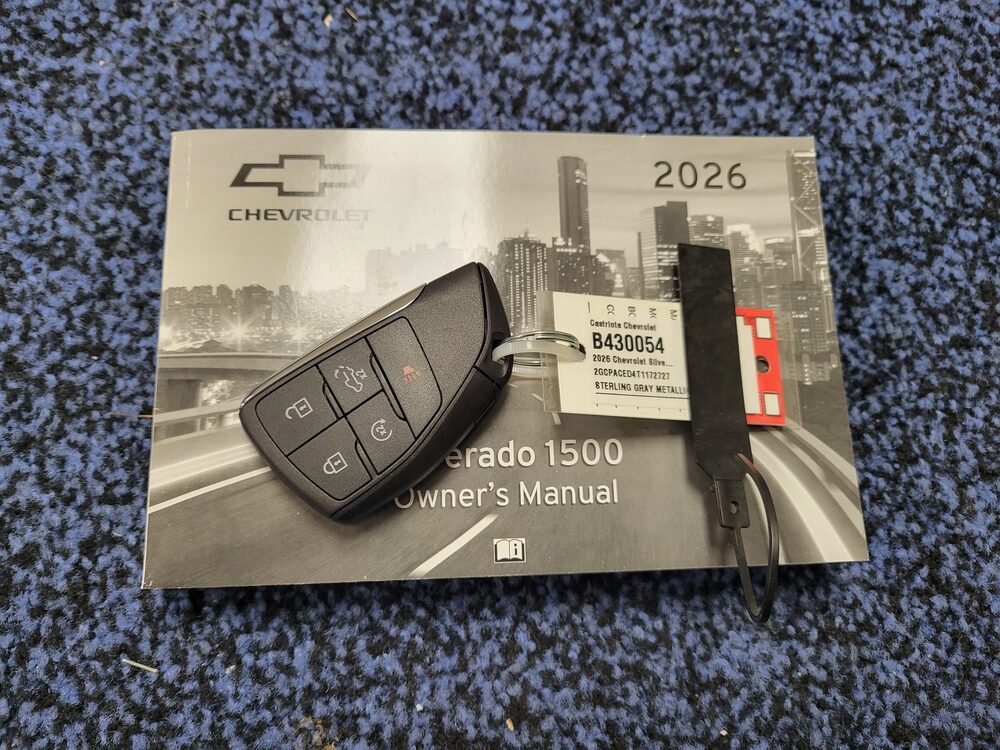 CHEVROLET
2026
Castriota Chevrolet
B430054
2026 Chevrolet Silve...
2GCPACED4T1172727
STERLING GRAY METALLI
erado 1500
Owner's Manual
i